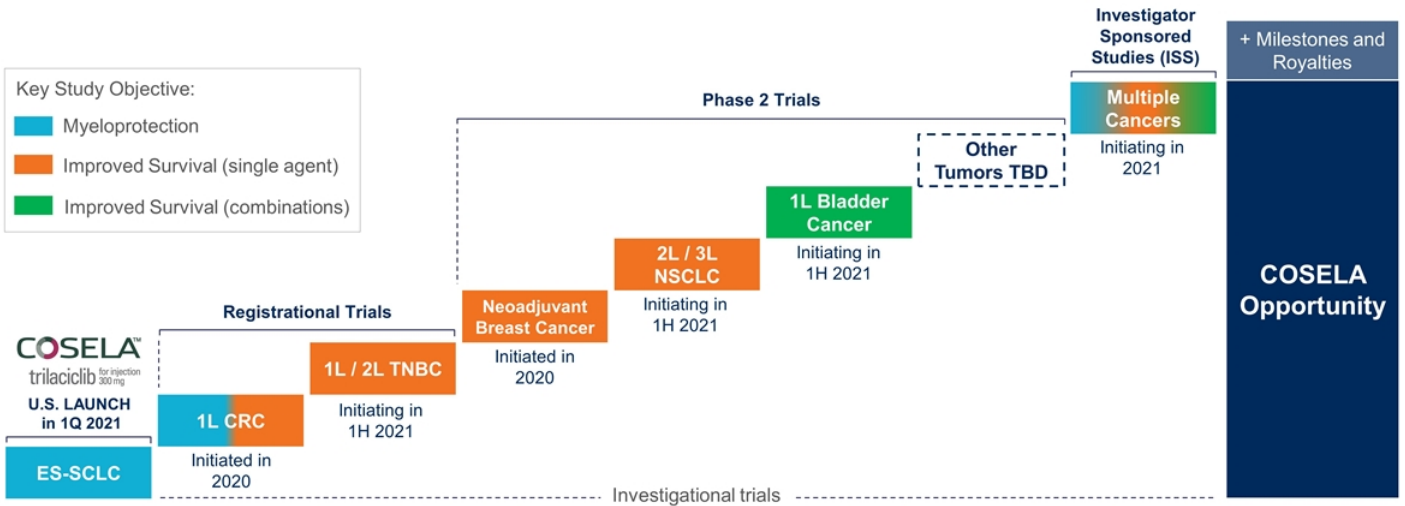 Key Study Objective:
Myeloprotection
Improved Survival (single agent)
Improved Survival (combinations)
COSELA™
trilaciclib for injection
300 mg
U.S. LAUNCH
in 1Q 2021
ES-SCLC
Registrational Trials
1L CRC
Initiated in
2020
1L / 2L TNBC
Initiating in
1H 2021
Phase 2 Trials
Neoadjuvant
Breast Cancer
Initiated in
2020
2L / 3L
NSCLC
Initiating in
1H 2021
1L Bladder
Cancer
Initiating in
1H 2021
Other
Tumors TBD
Investigator
Sponsored
Studies (ISS)
Multiple
Cancers
Initiating in
2021
+ Milestones and
Royalties
COSELA
Opportunity
Investigational trials